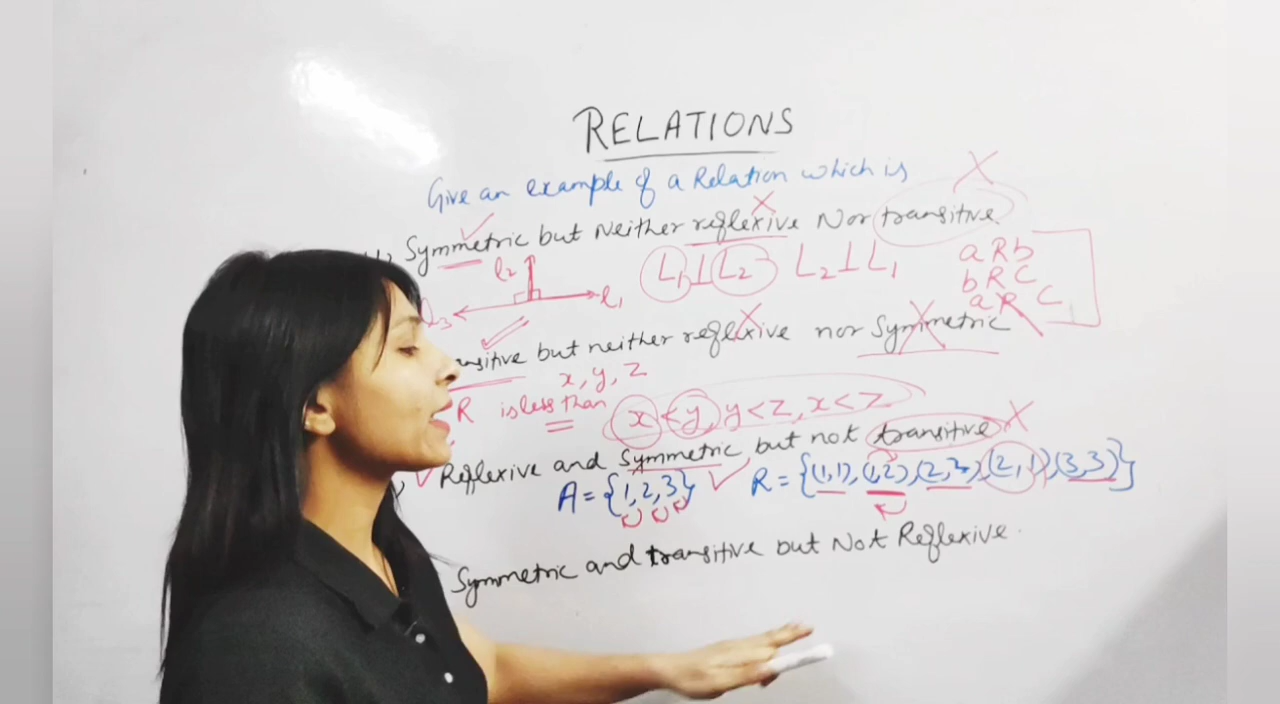 RELATIONS
Give an example of a Relation which is
Symmetric but Neither reflexive Nor transitive
l2 l1 L1⊥L2 L2⊥L1 aRb
bRC
aRC
but neither reflexive nor Symmetric
x, y, z
R is less than x<y, y<z, x<z
Reflexive and Symmetric but not transitive
A={1,2,3} R={(1,1),(1,2),(2,2),(2,1),(3,3)}
Symmetric and transitive but Not Reflexive.